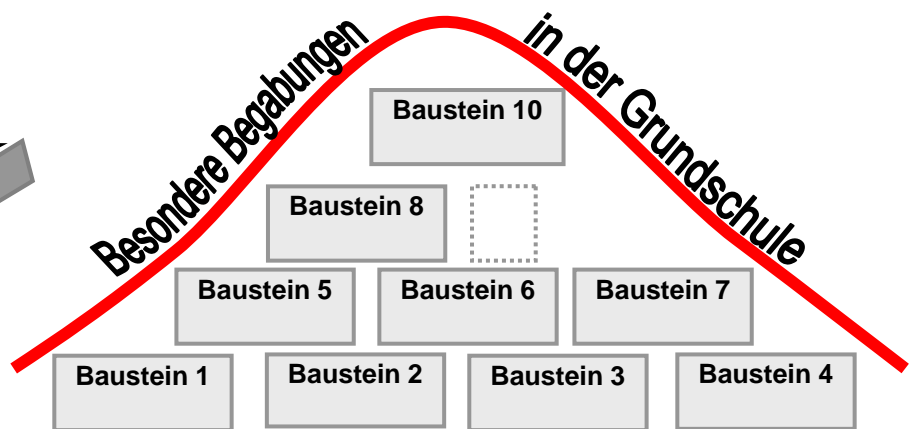 Besondere Begabungen
in der Grundschule
Baustein 10
Baustein 8
Baustein 5
Baustein 6
Baustein 7
Baustein 1
Baustein 2
Baustein 3
Baustein 4